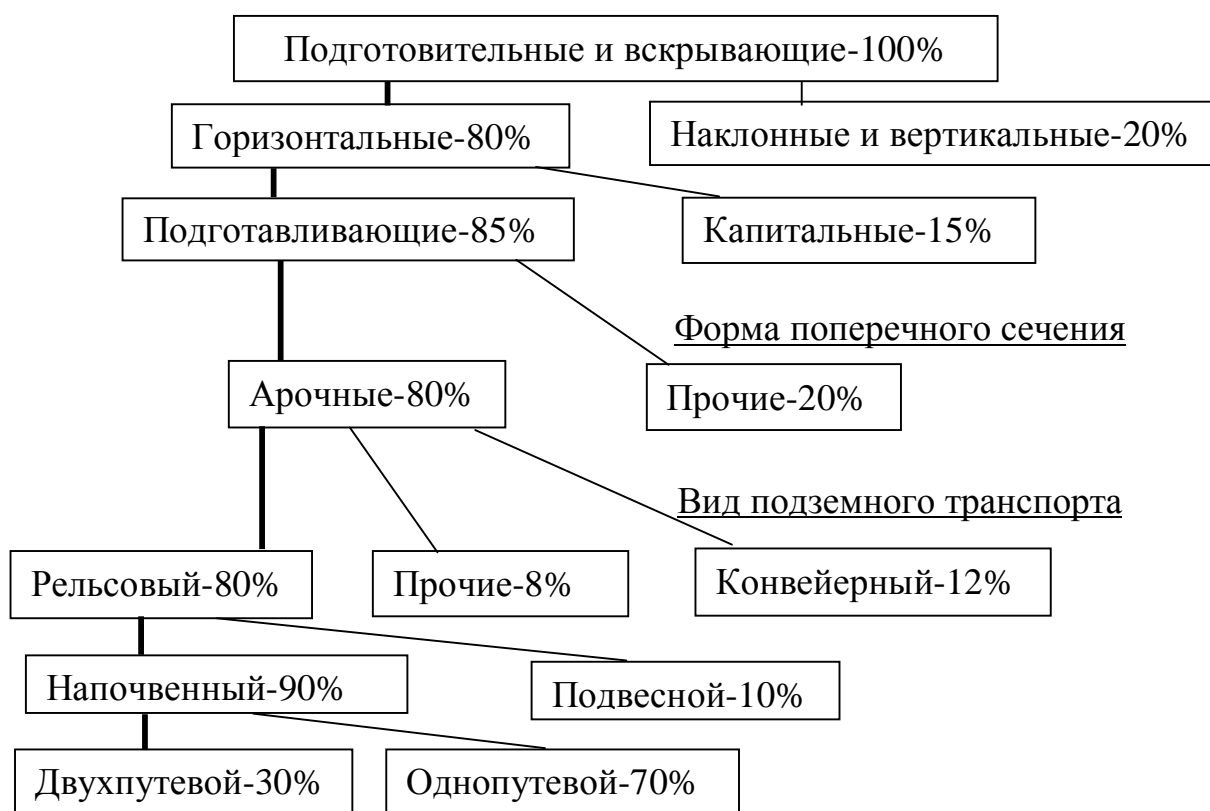 Подготовительные и вскрывающие-100%
Горизонтальные-80%
Наклонные и вертикальные-20%
Подготавливающие-85%
Капитальные-15%
Форма поперечного сечения
Арочные-80%
Прочие-20%
Вид подземного транспорта
Рельсовый-80%
Прочие-8%
Конвейерный-12%
Напочвенный-90%
Подвесной-10%
Двухпутевой-30%
Однопутевой-70%